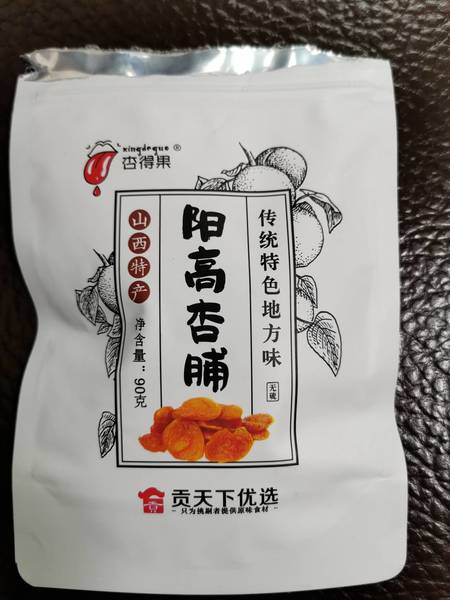 xingdeguo®
杏得果
传统特色地方味
无硫
阳高杏脯
山西特产
净含量：90克
贡
贡天下优选
- 只为挑剔者提供原味食材 -